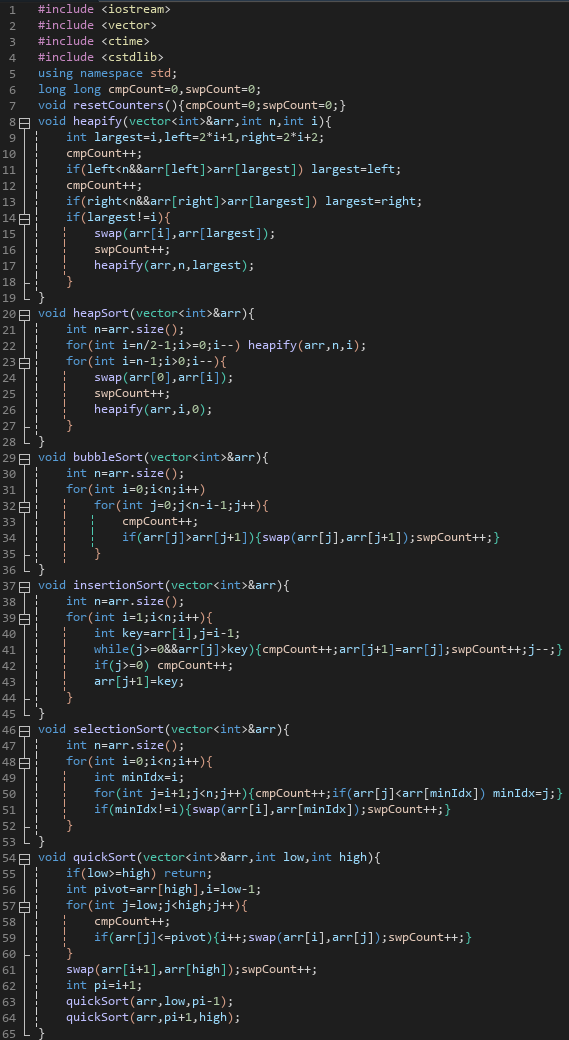 1 #include <iostream>
2 #include <vector>
3 #include <ctime>
4 #include <cstdlib>
5 using namespace std;
6 long long cmpCount=0,swpCount=0;
7 void resetCounters(){cmpCount=0;swpCount=0;}
8 void heapify(vector<int>&arr,int n,int i){
9     int largest=i,left=2*i+1,right=2*i+2;
10     cmpCount++;
11     if(left<n&&arr[left]>arr[largest]) largest=left;
12     cmpCount++;
13     if(right<n&&arr[right]>arr[largest]) largest=right;
14     if(largest!=i){
15         swap(arr[i],arr[largest]);
16         swpCount++;
17         heapify(arr,n,largest);
18     }
19 }
20 void heapSort(vector<int>&arr){
21     int n=arr.size();
22     for(int i=n/2-1;i>=0;i--) heapify(arr,n,i);
23     for(int i=n-1;i>0;i--){
24         swap(arr[0],arr[i]);
25         swpCount++;
26         heapify(arr,i,0);
27     }
28 }
29 void bubbleSort(vector<int>&arr){
30     int n=arr.size();
31     for(int i=0;i<n;i++)
32         for(int j=0;j<n-i-1;j++){
33             cmpCount++;
34             if(arr[j]>arr[j+1]){swap(arr[j],arr[j+1]);swpCount++;}
35         }
36 }
37 void insertionSort(vector<int>&arr){
38     int n=arr.size();
39     for(int i=1;i<n;i++){
40         int key=arr[i],j=i-1;
41         while(j>=0&&arr[j]>key){cmpCount++;arr[j+1]=arr[j];swpCount++;j--;}
42         if(j>=0) cmpCount++;
43         arr[j+1]=key;
44     }
45 }
46 void selectionSort(vector<int>&arr){
47     int n=arr.size();
48     for(int i=0;i<n;i++){
49         int minIdx=i;
50         for(int j=i+1;j<n;j++){cmpCount++;if(arr[j]<arr[minIdx]) minIdx=j;}
51         if(minIdx!=i){swap(arr[i],arr[minIdx]);swpCount++;}
52     }
53 }
54 void quickSort(vector<int>&arr,int low,int high){
55     if(low>=high) return;
56     int pivot=arr[high],i=low-1;
57     for(int j=low;j<high;j++){
58         cmpCount++;
59         if(arr[j]<=pivot){i++;swap(arr[i],arr[j]);swpCount++;}
60     }
61     swap(arr[i+1],arr[high]);swpCount++;
62     int pi=i+1;
63     quickSort(arr,low,pi-1);
64     quickSort(arr,pi+1,high);
65 }